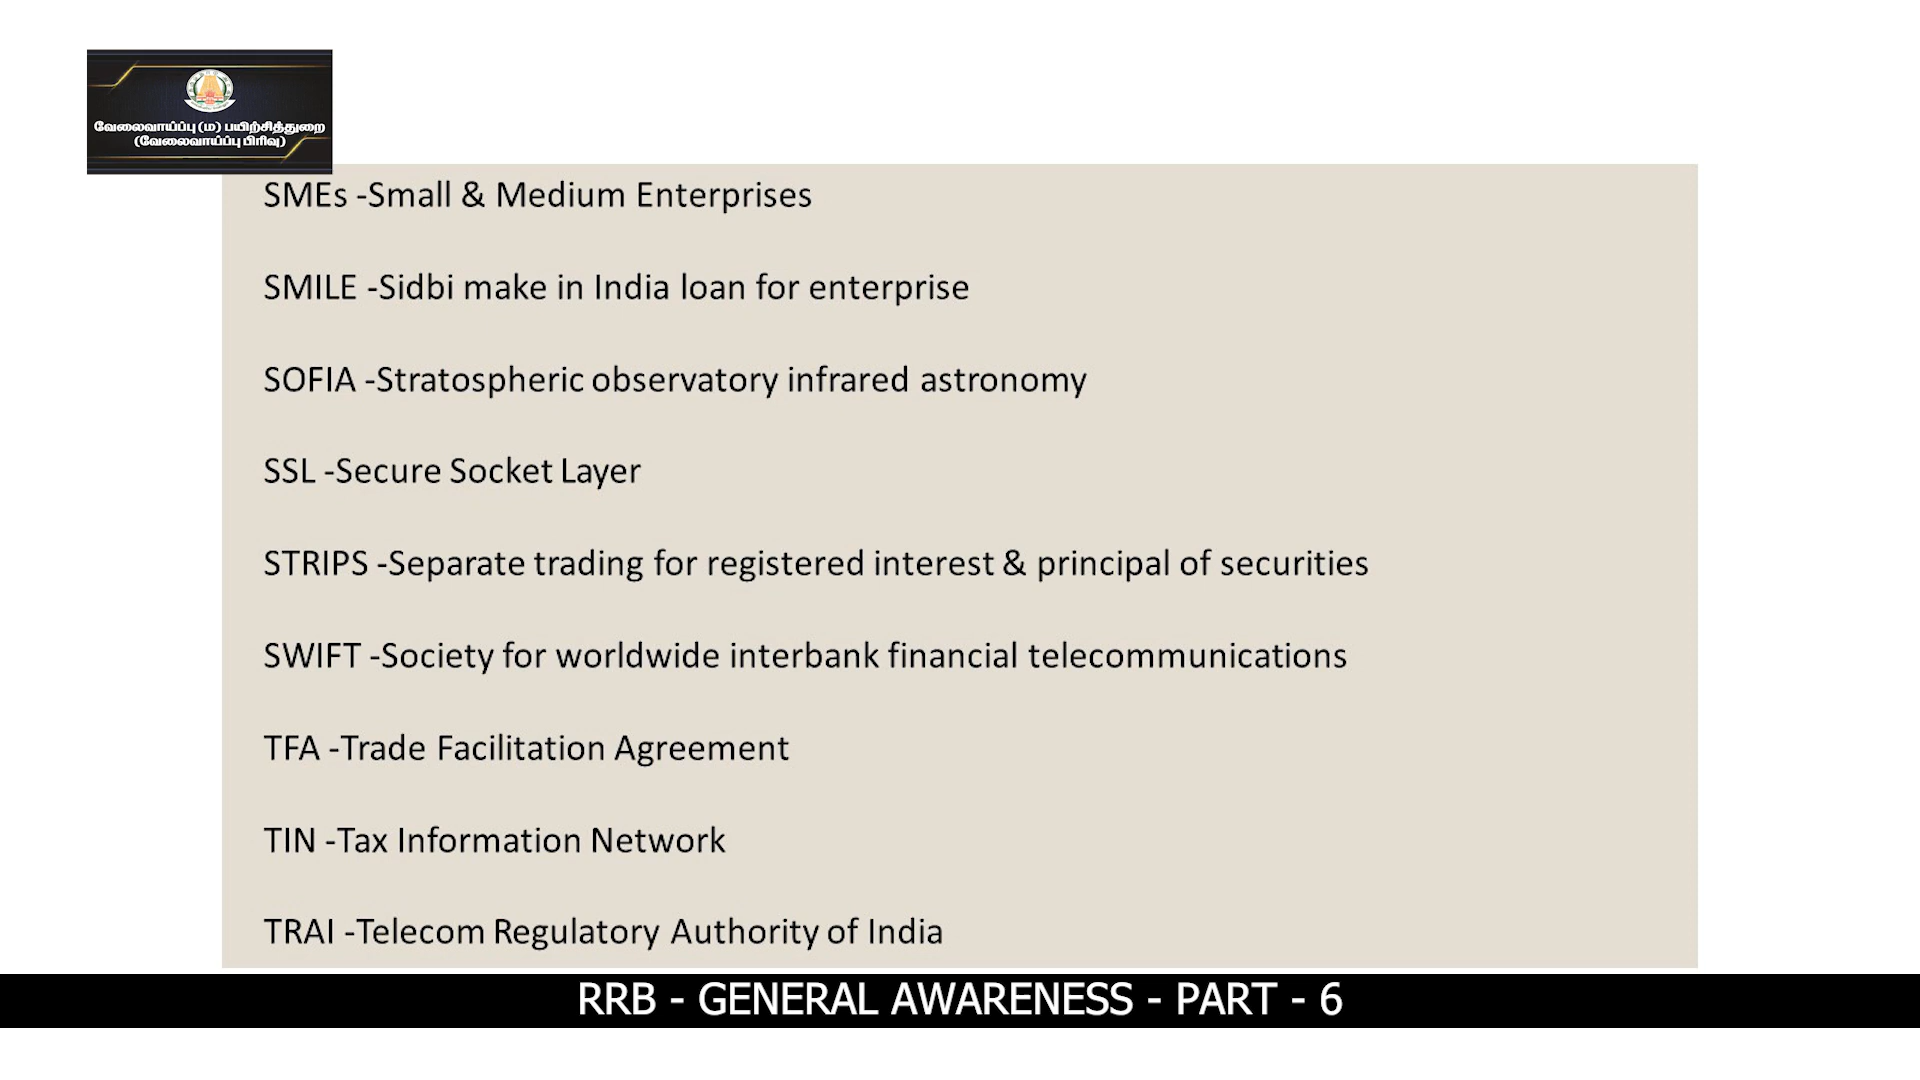 வேலைவாய்ப்பு (ம) பயிற்சித்துறை
(வேலைவாய்ப்பு பிரிவு)
SMEs -Small & Medium Enterprises
SMILE -Sidbi make in India loan for enterprise
SOFIA -Stratospheric observatory infrared astronomy
SSL -Secure Socket Layer
STRIPS -Separate trading for registered interest & principal of securities
SWIFT -Society for worldwide interbank financial telecommunications
TFA -Trade Facilitation Agreement
TIN -Tax Information Network
TRAI -Telecom Regulatory Authority of India
RRB - GENERAL AWARENESS - PART - 6